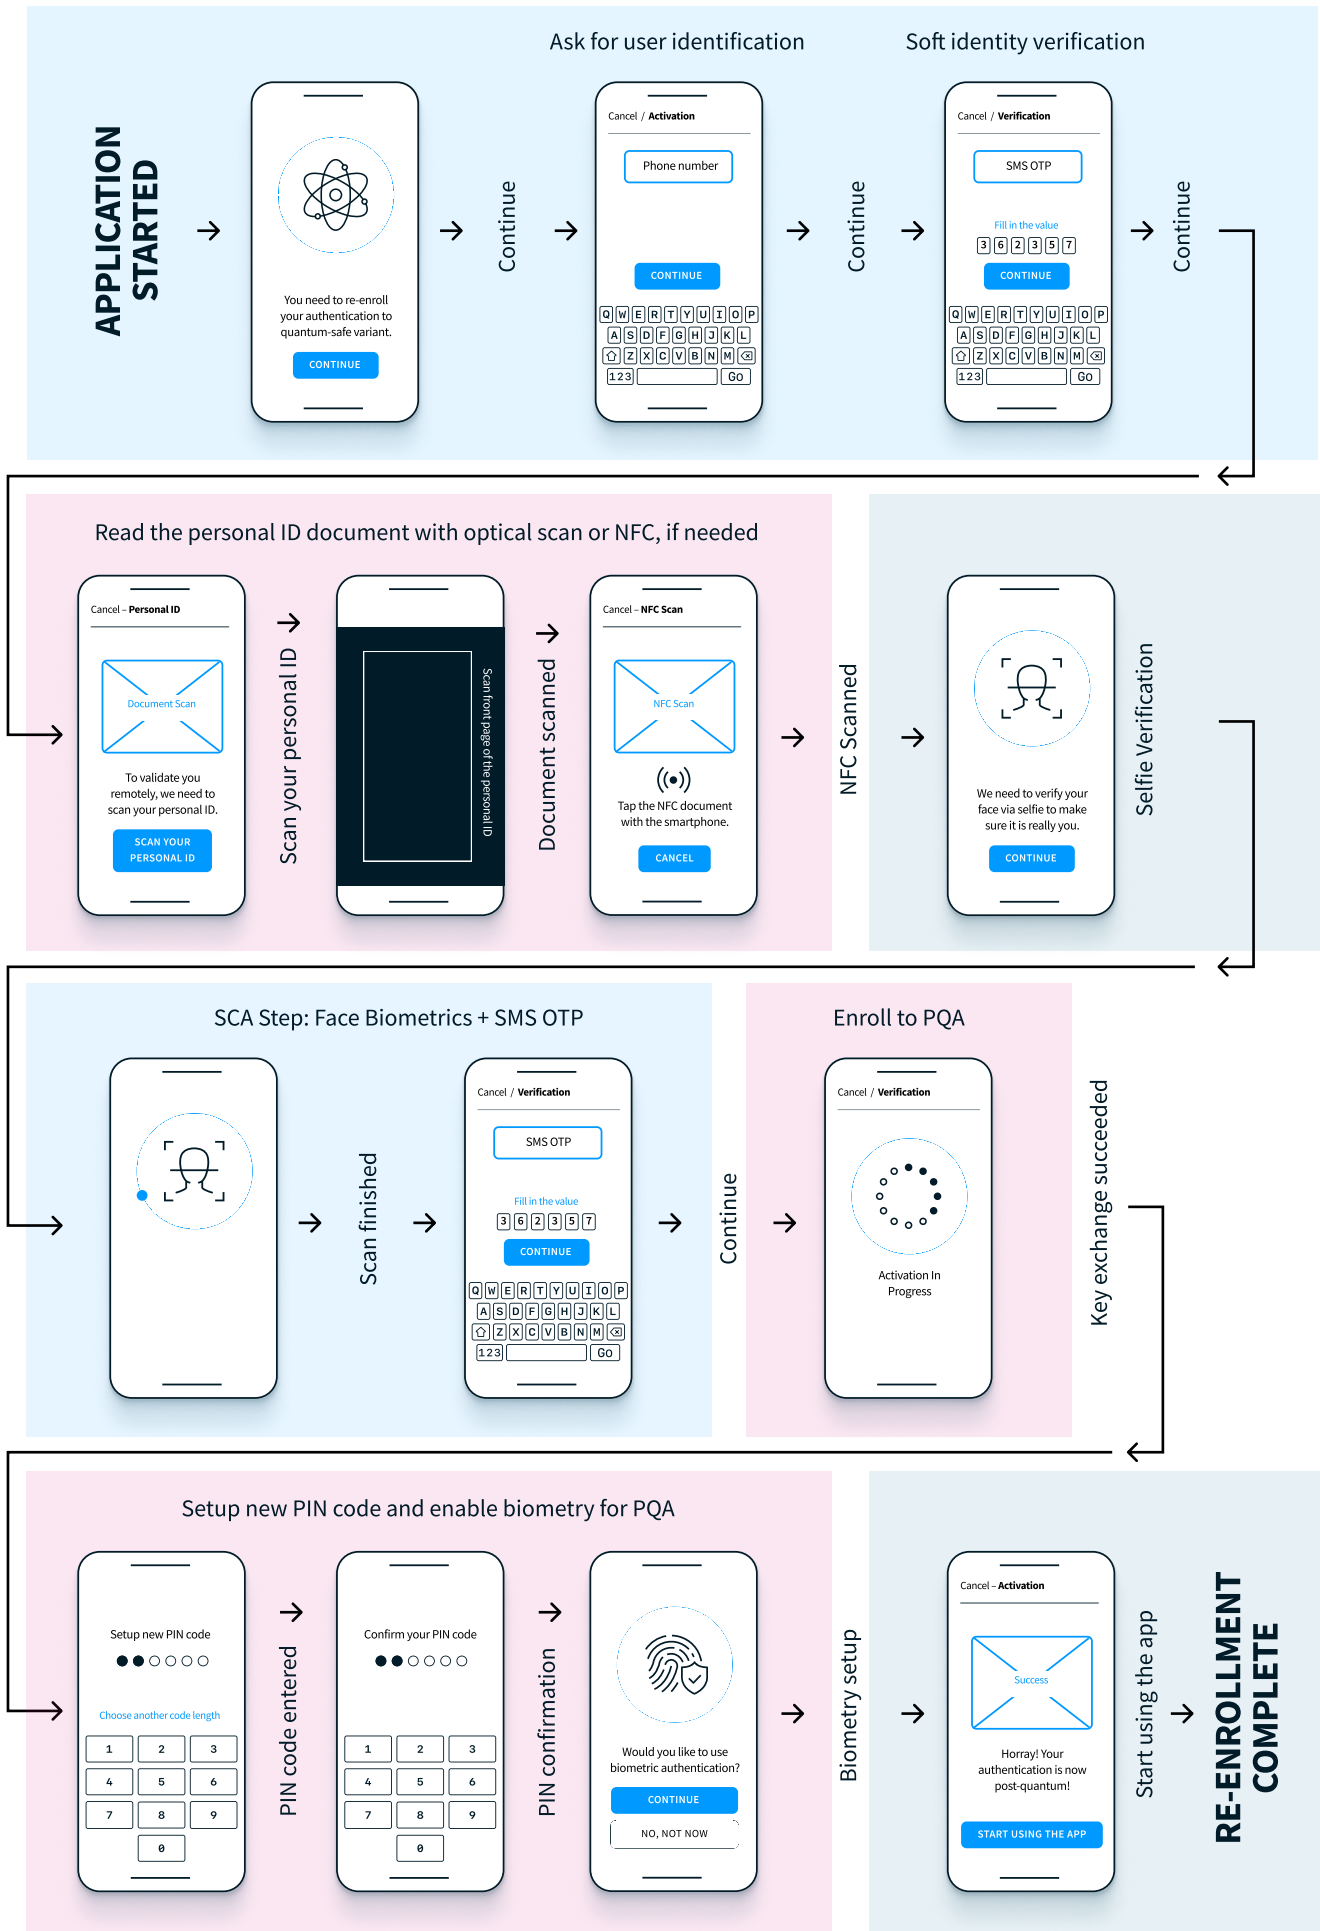 Ask for user identification
Soft identity verification
APPLICATION
STARTED
You need to re-enroll
your authentication to
quantum-safe variant.
CONTINUE
Continue
Cancel / Activation
Phone number
CONTINUE
Q W E R T Y U I O P
A S D F G H J K L
Z X C V B N M
123 Go
Continue
Cancel / Verification
SMS OTP
Fill in the value
3 6 2 3 5 7
CONTINUE
Q W E R T Y U I O P
A S D F G H J K L
Z X C V B N M
123 Go
Continue
Read the personal ID document with optical scan or NFC, if needed
Cancel – Personal ID
Document Scan
To validate you
remotely, we need to
scan your personal ID.
SCAN YOUR
PERSONAL ID
Scan your personal ID
Scan front page of the personal ID
Document scanned
Cancel – NFC Scan
NFC Scan
Tap the NFC document
with the smartphone.
CANCEL
NFC Scanned
We need to verify your
face via selfie to make
sure it is really you.
CONTINUE
Selfie Verification
SCA Step: Face Biometrics + SMS OTP
Scan finished
Cancel / Verification
SMS OTP
Fill in the value
3 6 2 3 5 7
CONTINUE
Q W E R T Y U I O P
A S D F G H J K L
Z X C V B N M
123 Go
Continue
Enroll to PQA
Cancel / Verification
Activation In
Progress
Key exchange succeeded
Setup new PIN code and enable biometry for PQA
Setup new PIN code
Choose another code length
1 2 3
4 5 6
7 8 9
0
PIN code entered
Confirm your PIN code
1 2 3
4 5 6
7 8 9
0
PIN confirmation
Would you like to use
biometric authentication?
CONTINUE
NO, NOT NOW
Biometry setup
Cancel – Activation
Success
Horray! Your
authentication is now
post-quantum!
START USING THE APP
Start using the app
RE-ENROLLMENT
COMPLETE